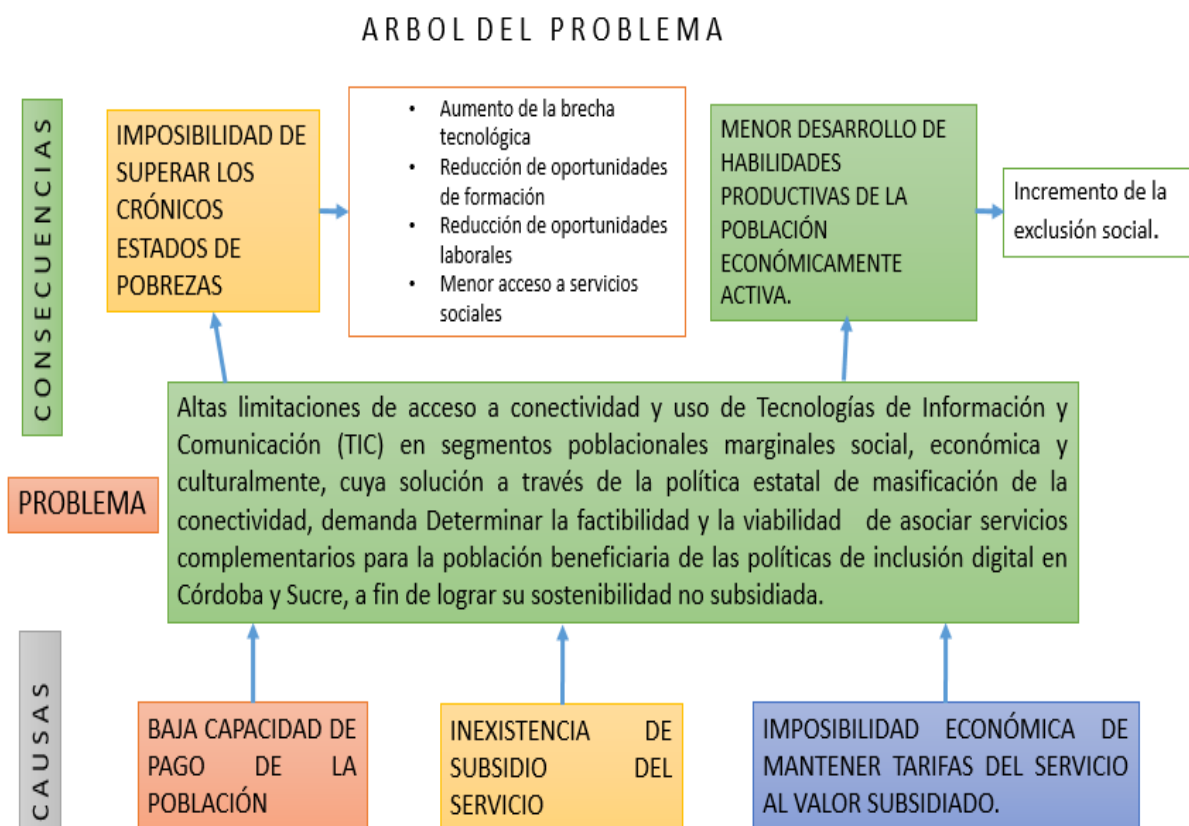 ARBOL DEL PROBLEMA
CONSECUENCIAS
IMPOSIBILIDAD DE
SUPERAR LOS
CRÓNICOS
ESTADOS DE
POBREZAS
• Aumento de la brecha
tecnológica
• Reducción de oportunidades
de formación
• Reducción de oportunidades
laborales
• Menor acceso a servicios
sociales
MENOR DESARROLLO DE
HABILIDADES
PRODUCTIVAS DE LA
POBLACIÓN
ECONÓMICAMENTE
ACTIVA.
Incremento de la
exclusión social.
PROBLEMA
Altas limitaciones de acceso a conectividad y uso de Tecnologías de Información y
Comunicación (TIC) en segmentos poblacionales marginales social, económica y
culturalmente, cuya solución a través de la política estatal de masificación de la
conectividad, demanda Determinar la factibilidad y la viabilidad de asociar servicios
complementarios para la población beneficiaria de las políticas de inclusión digital en
Córdoba y Sucre, a fin de lograr su sostenibilidad no subsidiada.
CAUSAS
BAJA CAPACIDAD DE
PAGO DE LA
POBLACIÓN
INEXISTENCIA DE
SUBSIDIO DEL
SERVICIO
IMPOSIBILIDAD ECONÓMICA DE
MANTENER TARIFAS DEL SERVICIO
AL VALOR SUBSIDIADO.